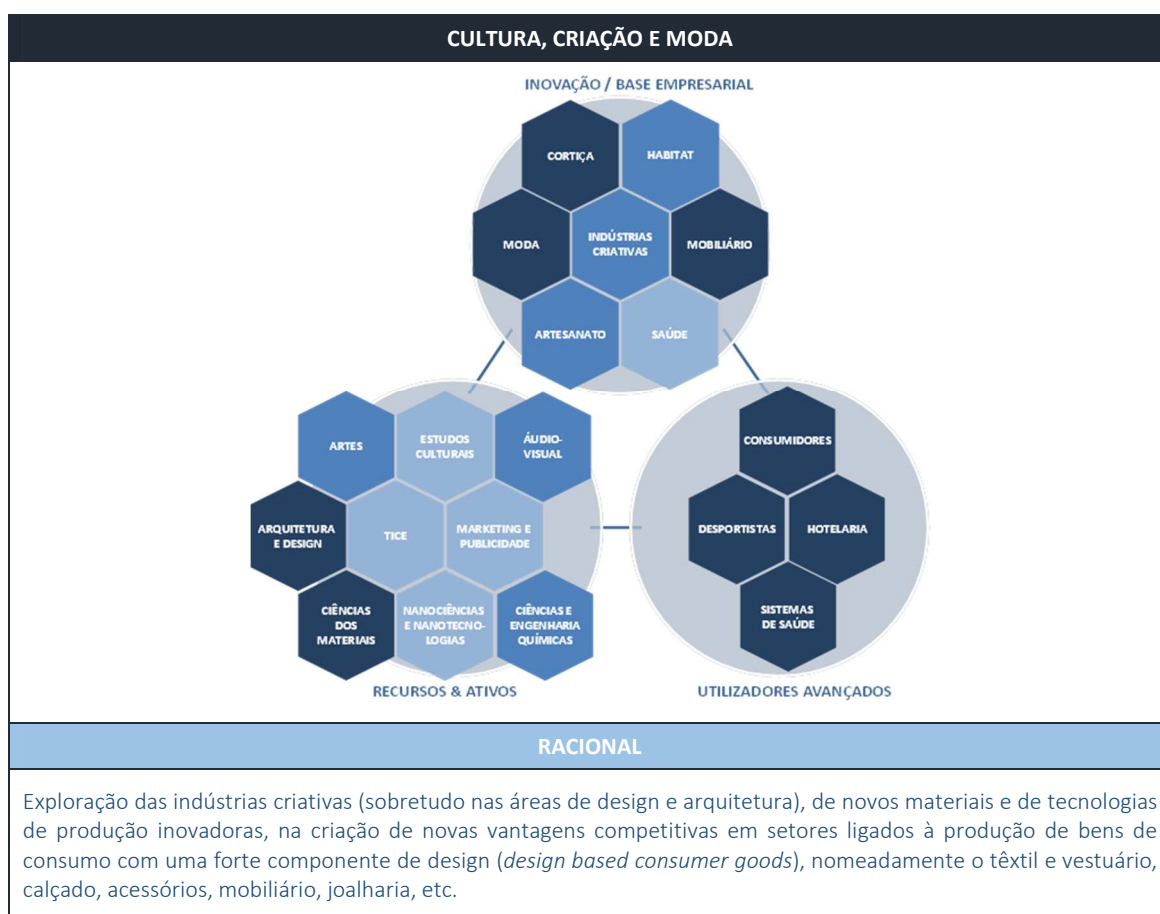 CULTURA, CRIAÇÃO E MODA
INOVAÇÃO / BASE EMPRESARIAL
CORTIÇA
HABITAT
MODA
INDÚSTRIAS
CRIATIVAS
MOBILIÁRIO
ARTESANATO
SAÚDE
ARTES
ESTUDOS
CULTURAIS
ÁUDIO-
VISUAL
ARQUITETURA
E DESIGN
TICE
MARKETING E
PUBLICIDADE
CIÊNCIAS
DOS
MATERIAIS
NANOCIÊNCIAS
E NANOTECNO-
LOGIAS
CIÊNCIAS E
ENGENHARIA
QUÍMICAS
RECURSOS & ATIVOS
CONSUMIDORES
DESPORTISTAS
HOTELARIA
SISTEMAS
DE SAÚDE
UTILIZADORES AVANÇADOS
RACIONAL
Exploração das indústrias criativas (sobretudo nas áreas de design e arquitetura), de novos materiais e de tecnologias
de produção inovadoras, na criação de novas vantagens competitivas em setores ligados à produção de bens de
consumo com uma forte componente de design (design based consumer goods), nomeadamente o têxtil e vestuário,
calçado, acessórios, mobiliário, joalharia, etc.